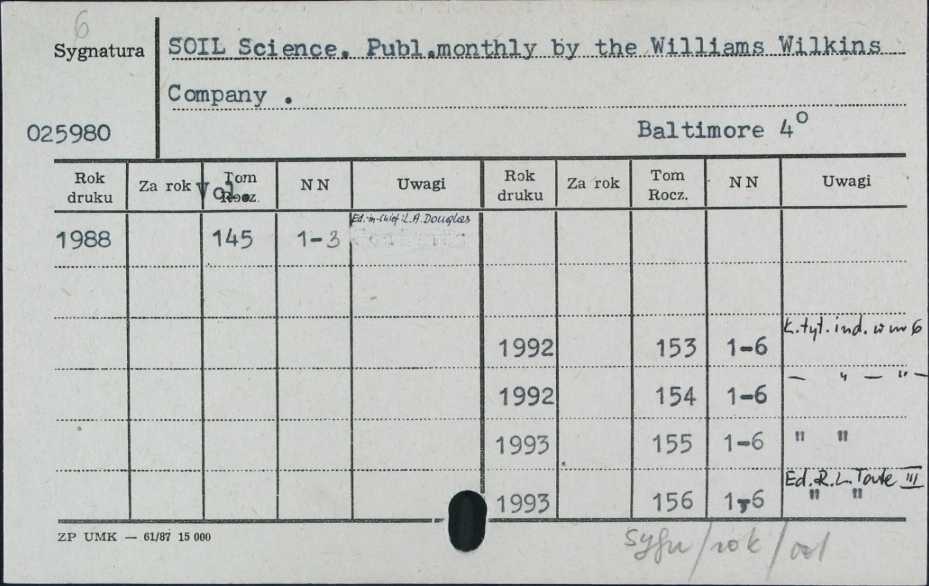 6
Sygnatura SOIL Science. Publ.monthly by the Williams Wilkins
Company .
025980 Baltimore 4°
Rok druku Za rok Vol. Tom Rocz. NN Uwagi Rok druku Za rok Tom Rocz. NN Uwagi
Ed.-in-Chief: L.A. Douglas
1988 145 1-3
K. tyt. ind. w nr 6
1992 153 1-6
— " — " —
1992 154 1-6
1993 155 1-6 " "
Ed. R.L. Tate III
1993 156 1-6 " "
ZP UMK — 61/87 15 000
sygn/rok/od